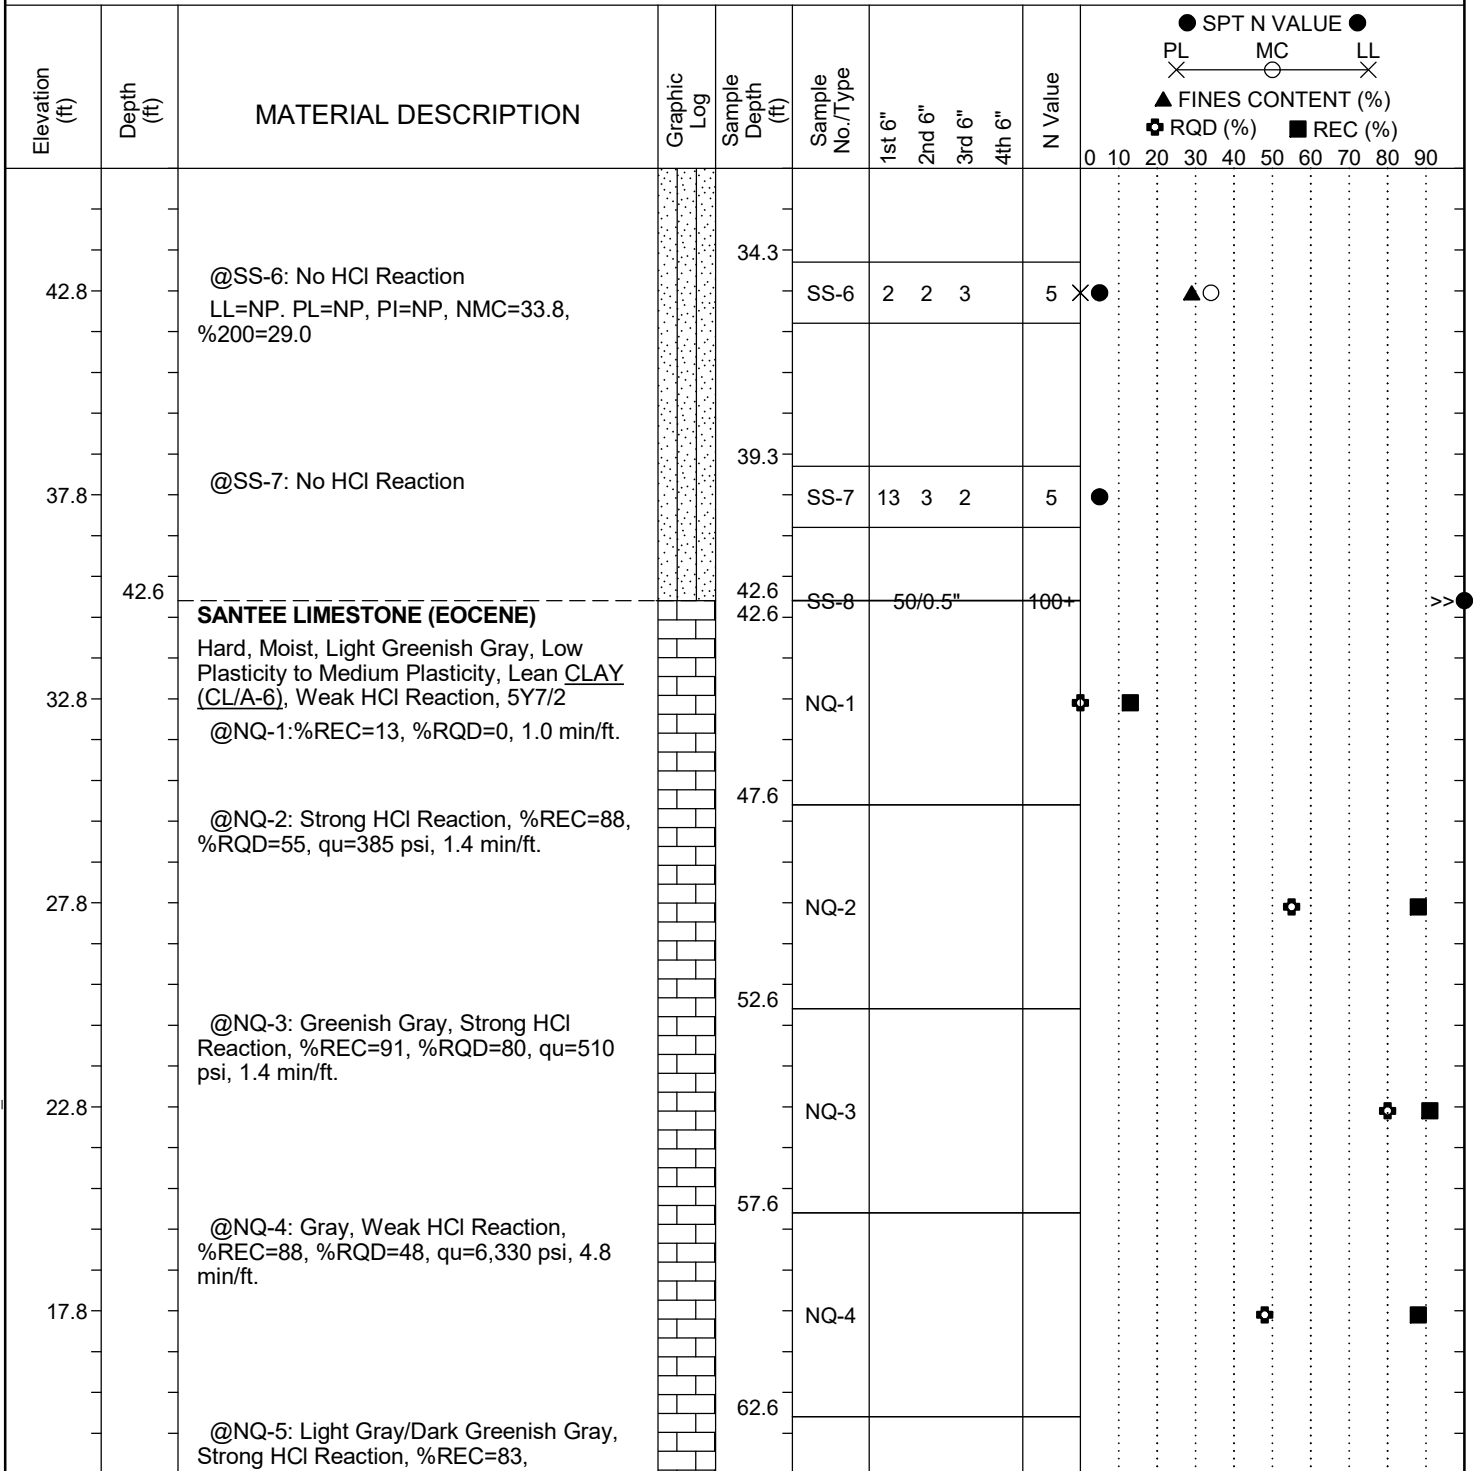 ● SPT N VALUE ●
PL MC LL
▲ FINES CONTENT (%)
RQD (%) ■ REC (%)
Elevation (ft)
Depth (ft)
MATERIAL DESCRIPTION
Graphic Log
Sample Depth (ft)
Sample No./Type
1st 6"
2nd 6"
3rd 6"
4th 6"
N Value
0 10 20 30 40 50 60 70 80 90
34.3
@SS-6: No HCl Reaction
42.8 SS-6 2 2 3 5
LL=NP. PL=NP, PI=NP, NMC=33.8,
%200=29.0
39.3
@SS-7: No HCl Reaction
37.8 SS-7 13 3 2 5
42.6 42.6
SS-8 50/0.5" 100+ >>
SANTEE LIMESTONE (EOCENE) 42.6
Hard, Moist, Light Greenish Gray, Low
Plasticity to Medium Plasticity, Lean CLAY
(CL/A-6), Weak HCl Reaction, 5Y7/2
32.8 NQ-1
@NQ-1:%REC=13, %RQD=0, 1.0 min/ft.
47.6
@NQ-2: Strong HCl Reaction, %REC=88,
%RQD=55, qu=385 psi, 1.4 min/ft.
27.8 NQ-2
52.6
@NQ-3: Greenish Gray, Strong HCl
Reaction, %REC=91, %RQD=80, qu=510
psi, 1.4 min/ft.
22.8 NQ-3
57.6
@NQ-4: Gray, Weak HCl Reaction,
%REC=88, %RQD=48, qu=6,330 psi, 4.8
min/ft.
17.8 NQ-4
62.6
@NQ-5: Light Gray/Dark Greenish Gray,
Strong HCl Reaction, %REC=83,